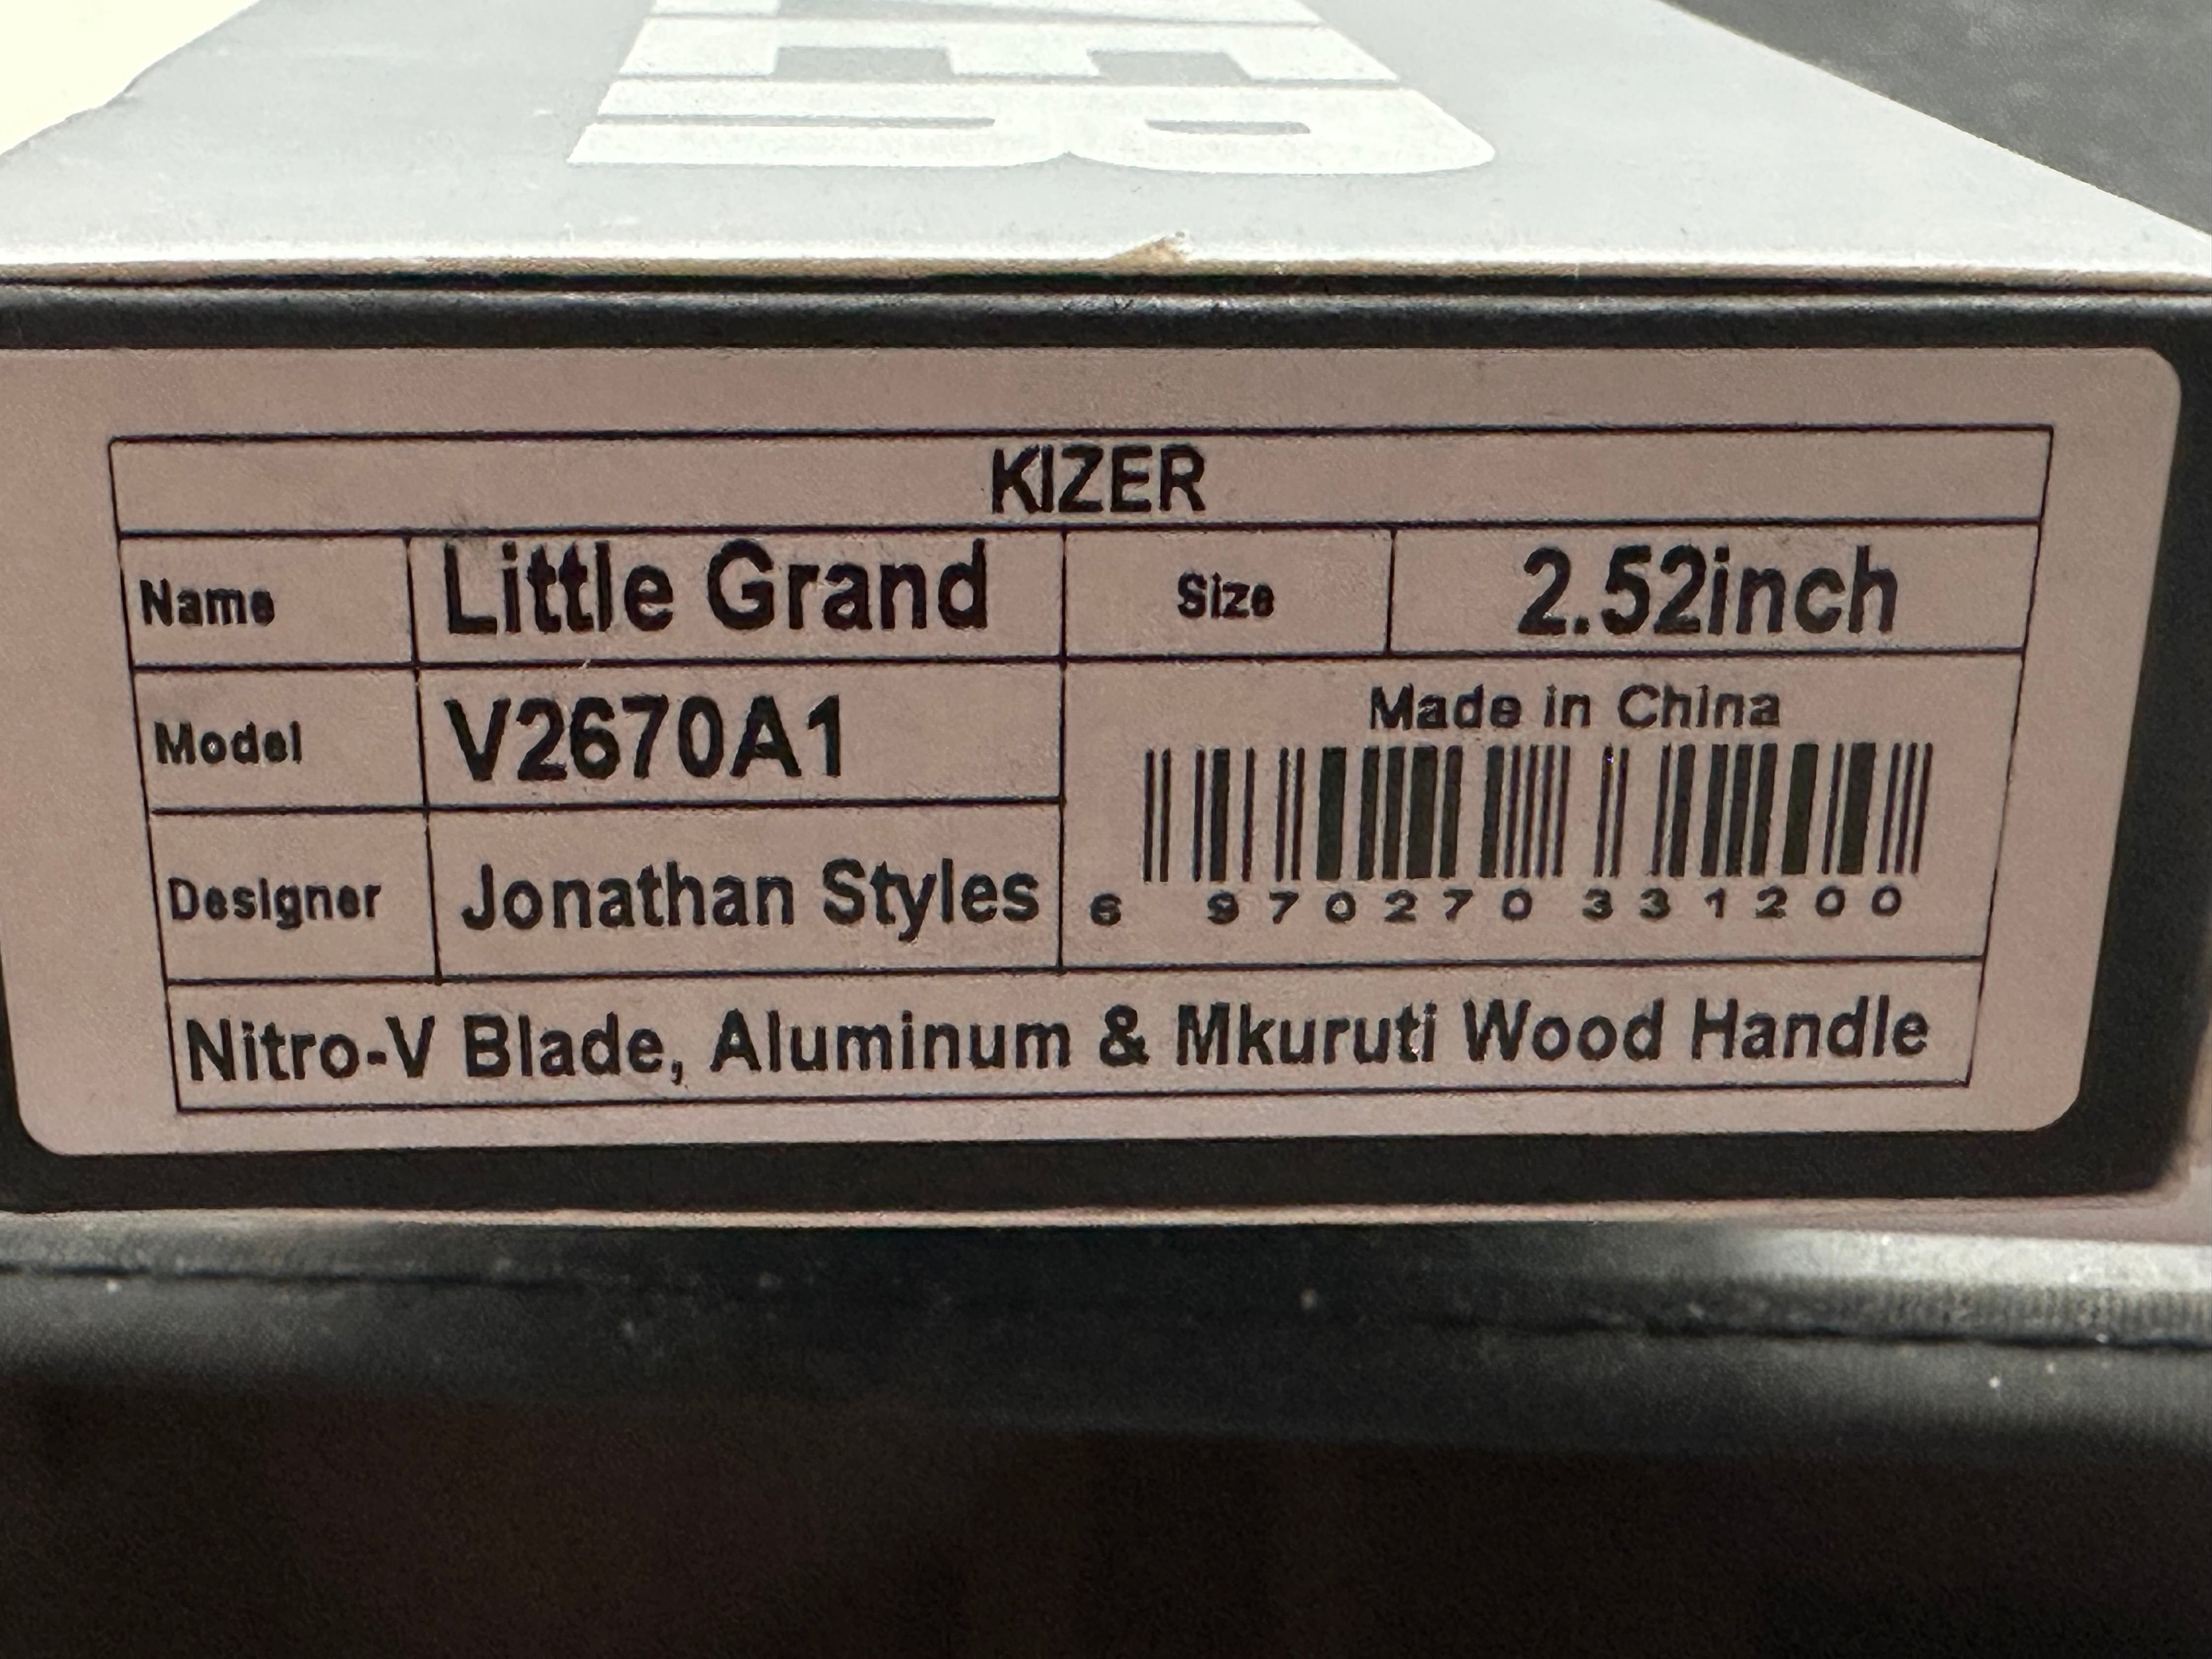 KIZER
Name Little Grand Size 2.52inch
Model V2670A1 Made in China
Designer Jonathan Styles 6 970270 331200
Nitro-V Blade, Aluminum & Mkuruti Wood Handle